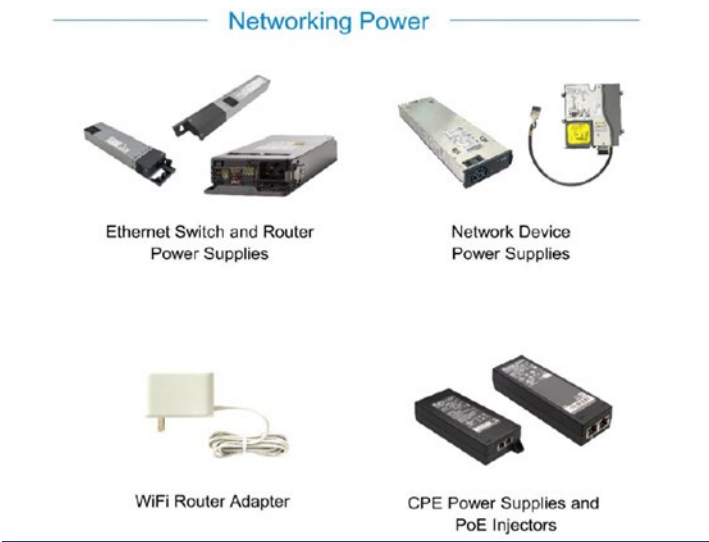 Networking Power
Ethernet Switch and Router
Power Supplies
Network Device
Power Supplies
WiFi Router Adapter
CPE Power Supplies and
PoE Injectors